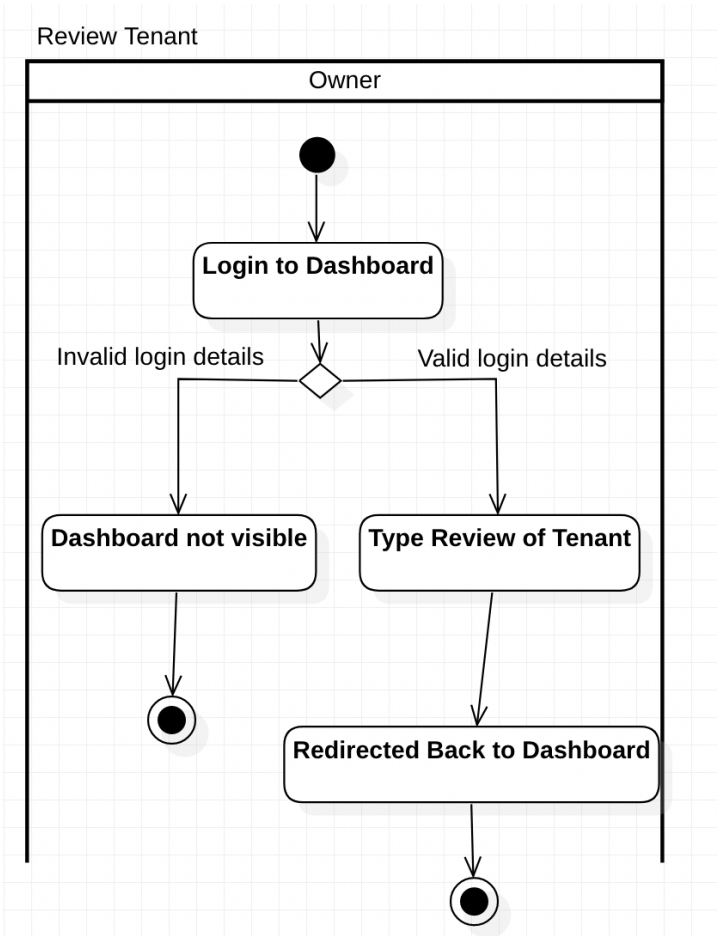 Review Tenant
Owner
Login to Dashboard
Invalid login details
Valid login details
Dashboard not visible
Type Review of Tenant
Redirected Back to Dashboard